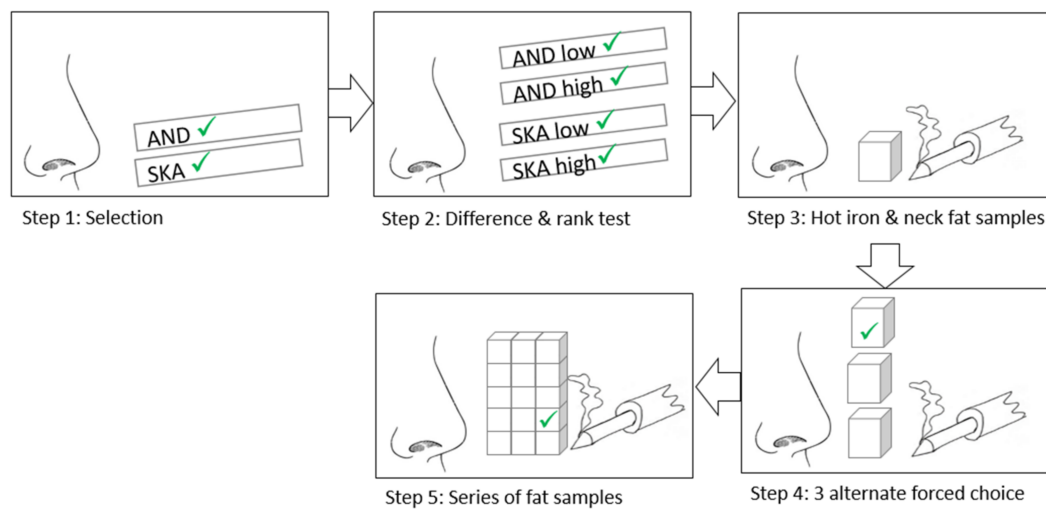 AND ✓
SKA ✓
Step 1: Selection
AND low ✓
AND high ✓
SKA low ✓
SKA high ✓
Step 2: Difference & rank test
Step 3: Hot iron & neck fat samples
Step 5: Series of fat samples
Step 4: 3 alternate forced choice